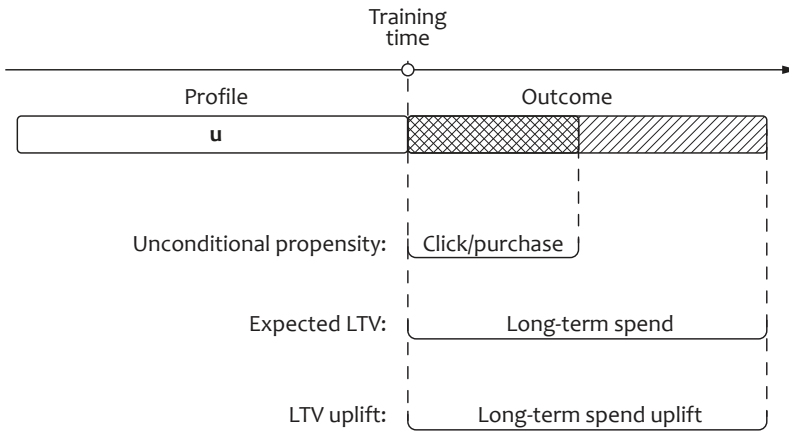 Training
time
Profile
Outcome
u
Unconditional propensity: Click/purchase
Expected LTV: Long-term spend
LTV uplift: Long-term spend uplift